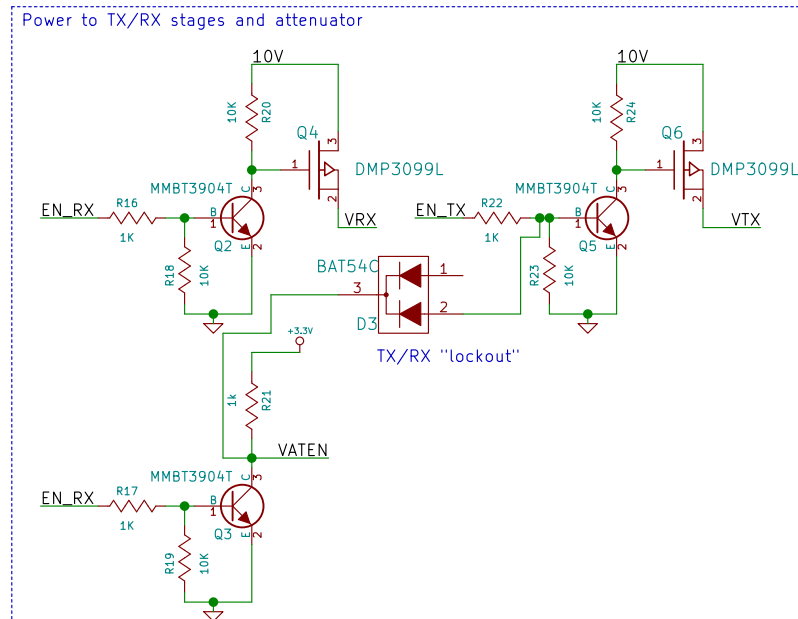 Power to TX/RX stages and attenuator
10V
10K
R20
Q4
3
1
2
DMP3099L
VRX
MMBT3904T
C
3
B
1
E
2
Q2
EN_RX
R16
1K
R18
10K
10V
10K
R24
Q6
3
1
2
DMP3099L
VTX
MMBT3904T
C
3
B
1
E
2
Q5
EN_TX
R22
1K
R23
10K
BAT54C
1
3
2
D3
TX/RX "lockout"
+3.3V
1k
R21
VATEN
MMBT3904T
C
3
B
1
E
2
Q3
EN_RX
R17
1K
R19
10K